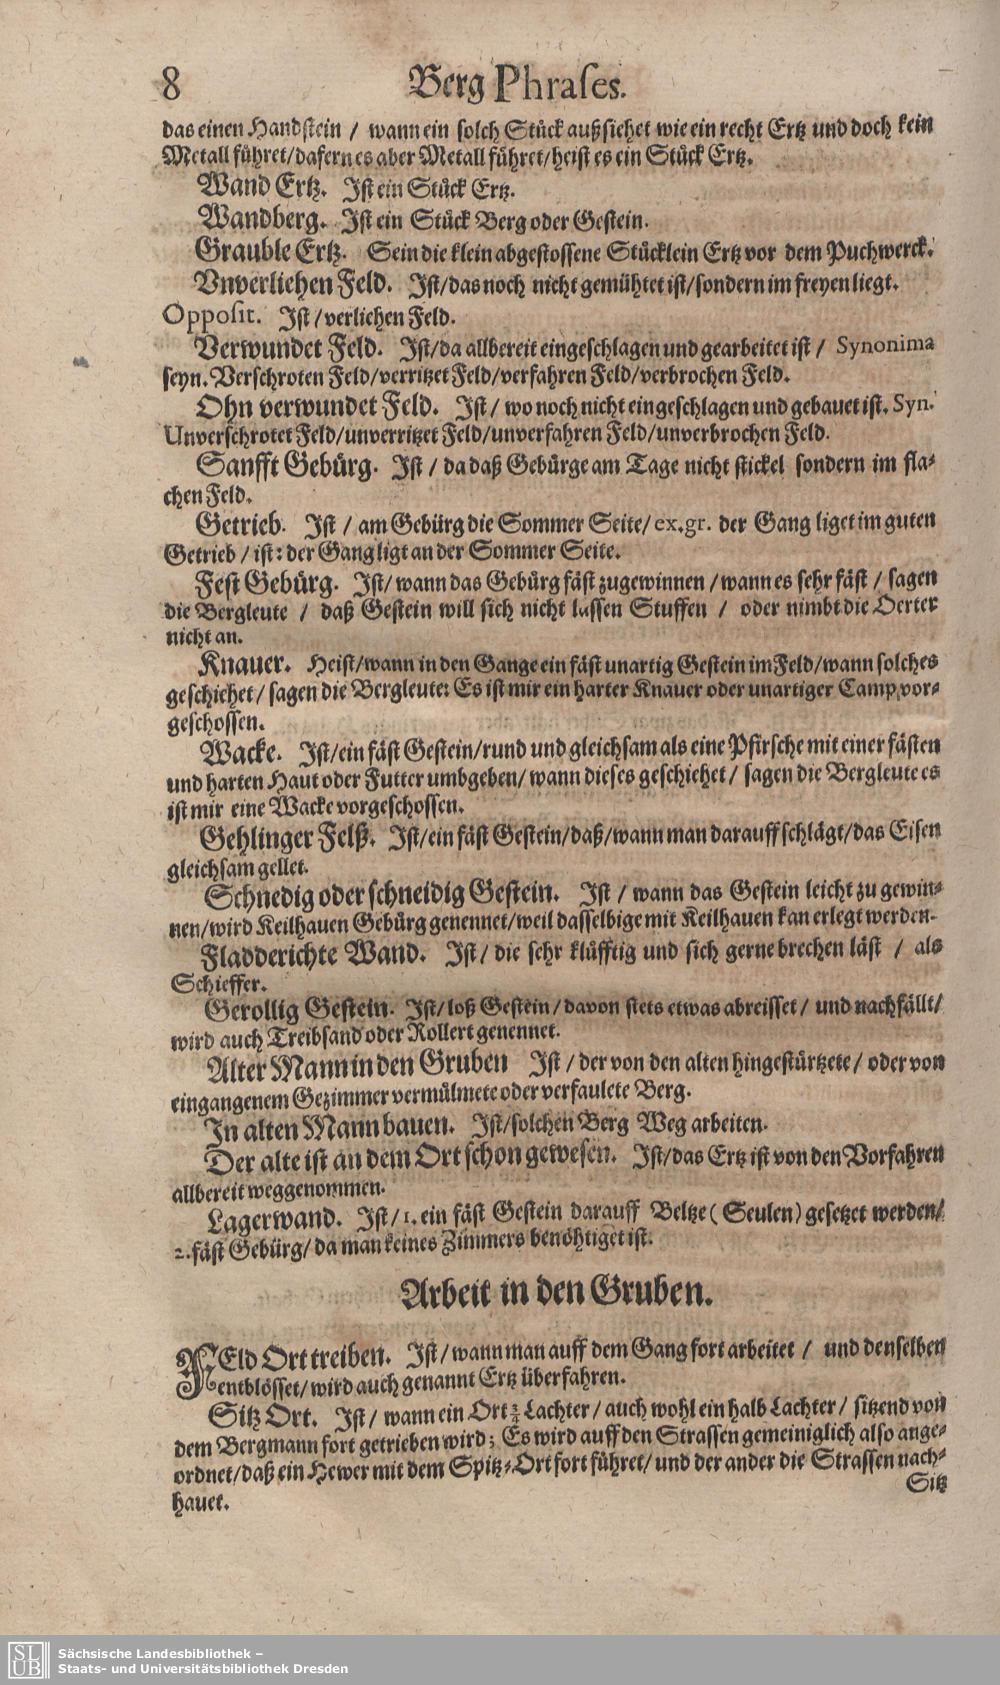 8 Berg Phrases.
das einen Handstein / wann ein solch Stück außsiehet wie ein recht Ertz und doch kein
Metall führet/dafern es aber Metall führet/heist es ein Stück Ertz.
Wand Ertz. Ist ein Stück Ertz.
Wandberg. Ist ein Stück Berg oder Gestein.
Grauble Ertz. Sein die klein abgestossene Stücklein Ertz vor dem Puchwerck.
Vnverliehen Feld. Ist/das noch nicht gemühtet ist/sondern im freyen liegt.
Opposit. Ist /verliehen Feld.
Verwundet Feld. Ist/da allbereit eingeschlagen und gearbeitet ist / Synonima
seyn. Verschroten Feld/verritzet Feld/verfahren Feld/verbrochen Feld.
Ohn verwundet Feld. Ist / wo noch nicht eingeschlagen und gebauet ist. Syn.
Unverschrotet Feld/unverritzet Feld/unverfahren Feld/unverbrochen Feld.
Sanfft Gebürg. Ist / da daß Gebürge am Tage nicht stickel sondern im fla-
chen Feld.
Getrieb. Ist / am Gebürg die Sommer Seite/ ex. gr. der Gang liget im guten
Getrieb / ist: der Gang ligt an der Sommer Seite.
Fest Gebürg. Ist/ wann das Gebürg fäst zugewinnen /wann es sehr fäst / sagen
die Bergleute / daß Gestein will sich nicht lassen Stuffen / oder nimbt die Oerter
nicht an.
Knauer. Heist/wann in den Gange ein fäst unartig Gestein im Feld/wann solches
geschiehet/ sagen die Bergleute: Es ist mir ein harter Knauer oder unartiger Camp vor-
geschossen.
Wacke. Ist/ein fäst Gestein/rund und gleichsam als eine Pfirsche mit einer fästen
und harten Haut oder Futter umbgeben/ wann dieses geschiehet / sagen die Bergleute es
ist mir eine Wacke vorgeschossen.
Gehlinger Felß. Ist/ein fäst Gestein/daß/wann man darauff schlägt/das Eisen
gleichsam gellet.
Schnedig oder schneidig Gestein. Ist / wann das Gestein leicht zu gewin-
nen/wird Keilhauen Gebürg genennet/weil dasselbige mit Keilhauen kan erlegt werden.
Fladderichte Wand. Ist/ die sehr klüfftig und sich gerne brechen läst / als
Schieffer.
Gerollig Gestein. Ist/loß Gestein/davon stets etwas abreisset/ und nachfällt/
wird auch Treibsand oder Rollert genennet.
Alter Mann in den Gruben Ist / der von den alten hingestürtzete / oder von
eingangenem Gezimmer vermülmete oder verfaulete Berg.
In alten Mann bauen. Ist/solchen Berg Weg arbeiten.
Der alte ist an dem Ort schon gewesen. Ist/das Ertz ist von den Vorfahren
allbereit weggenommen.
Lagerwand. Ist/ 1. ein fäst Gestein darauff Beltze (Seulen) gesetzet werden/
2. fäst Gebürg/ da man keines Zimmers benöhtiget ist.
Arbeit in den Gruben.
FEld Ort treiben. Ist/wann man auff dem Gang fort arbeitet / und denselben
entblösset/wird auch genannt Ertz überfahren.
Sitz Ort. Ist/ wann ein Ort ¾ Lachter/ auch wohl ein halb Lachter/ sitzend von
dem Bergmann fort getrieben wird; Es wird auff den Strassen gemeiniglich also ange-
ordnet/daß ein Hewer mit dem Spitz-Ort fort führet/ und der ander die Strassen nach-
hauet.
Sitz
SLUB
Sächsische Landesbibliothek –
Staats- und Universitätsbibliothek Dresden